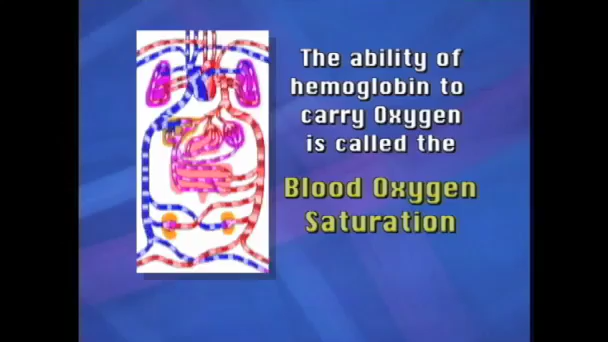 The ability of
hemoglobin to
carry Oxygen
is called the
Blood Oxygen
Saturation